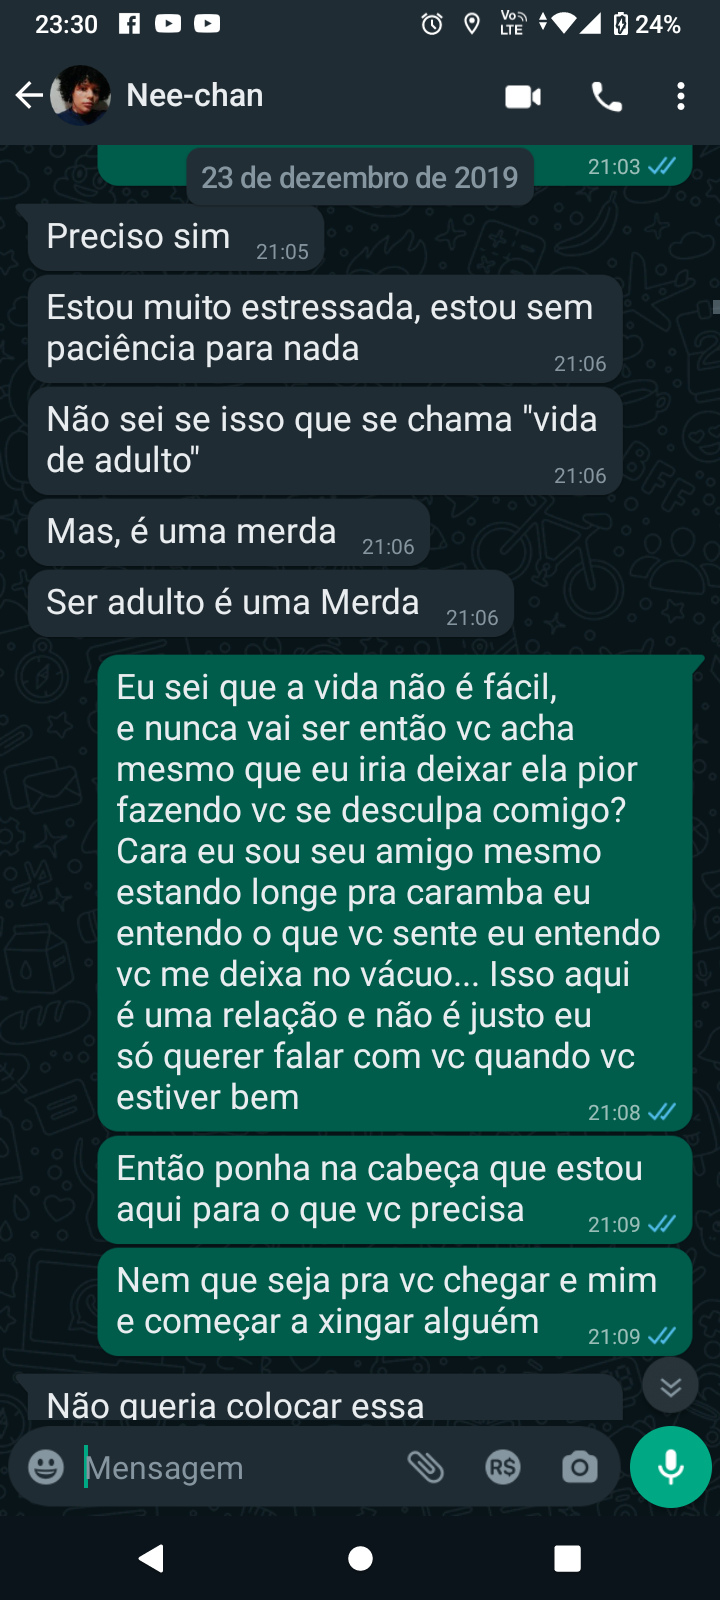 23:30
Vo
LTE
24%
Nee-chan
21:03
23 de dezembro de 2019
Preciso sim
21:05
Estou muito estressada, estou sem
paciência para nada
21:06
Não sei se isso que se chama "vida
de adulto"
21:06
Mas, é uma merda
21:06
Ser adulto é uma Merda
21:06
Eu sei que a vida não é fácil,
e nunca vai ser então vc acha
mesmo que eu iria deixar ela pior
fazendo vc se desculpa comigo?
Cara eu sou seu amigo mesmo
estando longe pra caramba eu
entendo o que vc sente eu entendo
vc me deixa no vácuo... Isso aqui
é uma relação e não é justo eu
só querer falar com vc quando vc
estiver bem
21:08
Então ponha na cabeça que estou
aqui para o que vc precisa
21:09
Nem que seja pra vc chegar e mim
e começar a xingar alguém
21:09
Não queria colocar essa
Mensagem
R$